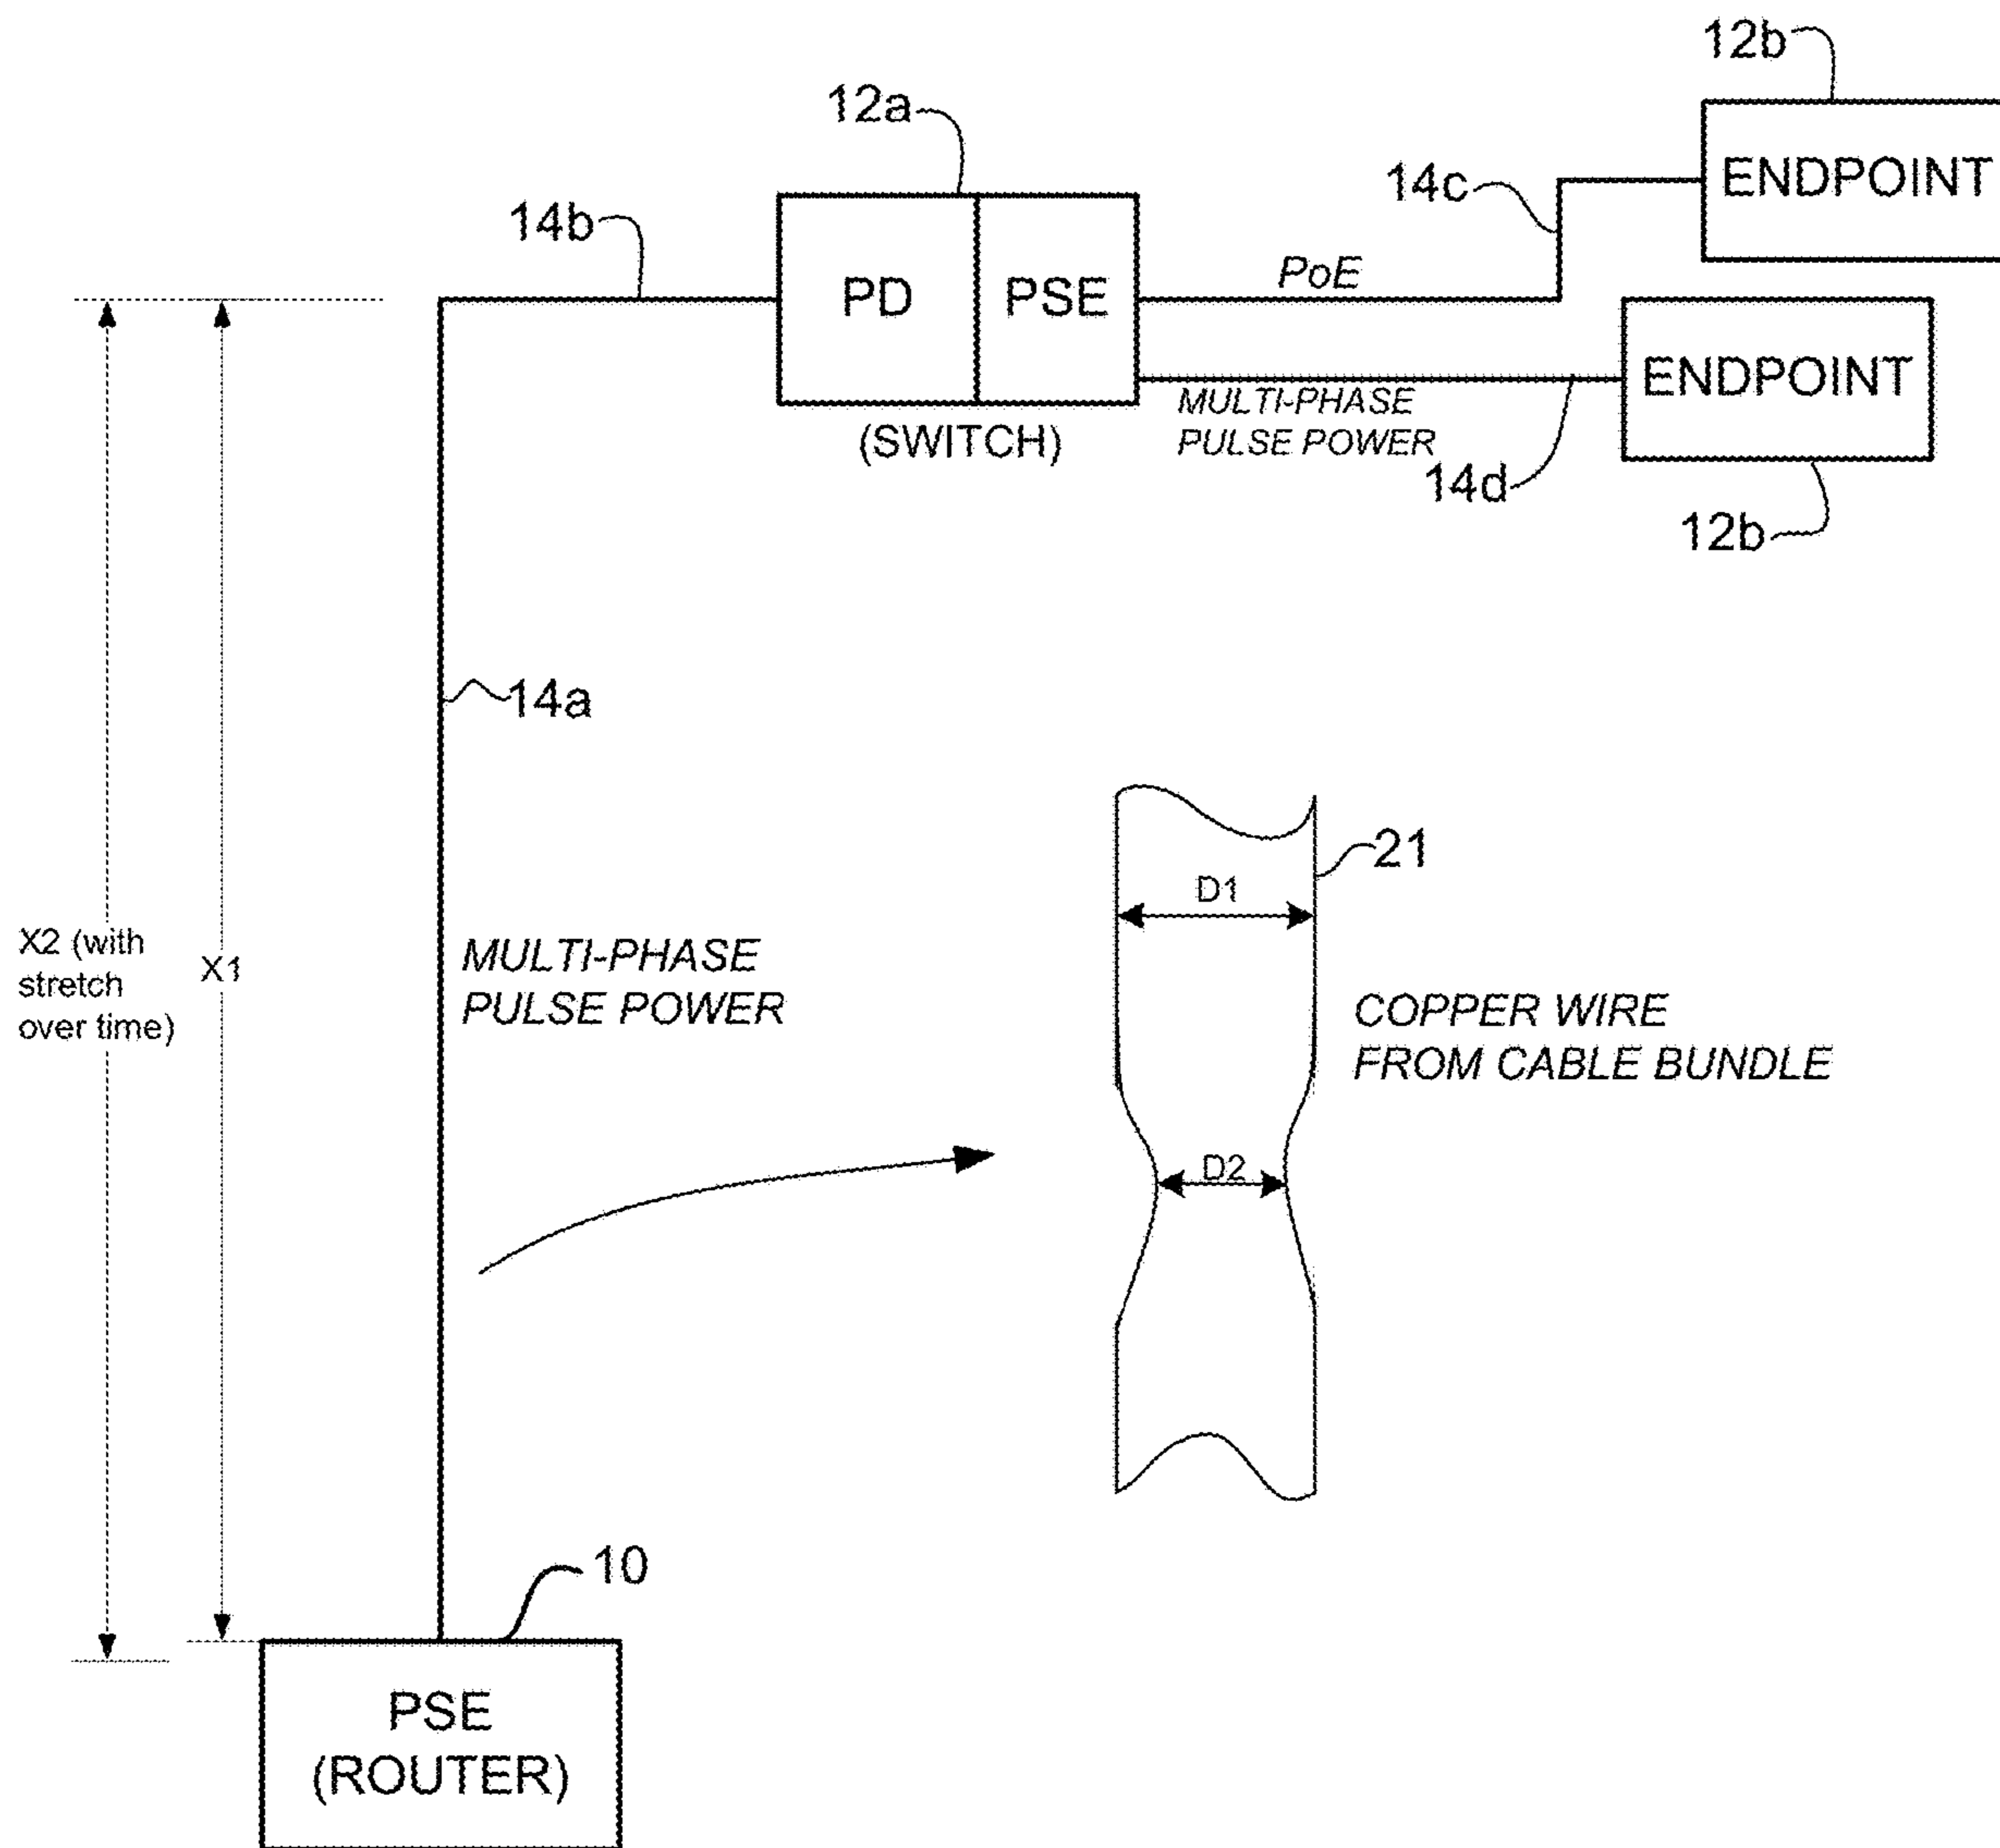 12b
12a
ENDPOINT
14c
14b
PoE
PD
PSE
ENDPOINT
MULTI-PHASE
PULSE POWER
(SWITCH)
14d
12b
14a
21
D1
X2 (with
stretch
over time)
X1
MULTI-PHASE
PULSE POWER
COPPER WIRE
FROM CABLE BUNDLE
D2
10
PSE
(ROUTER)